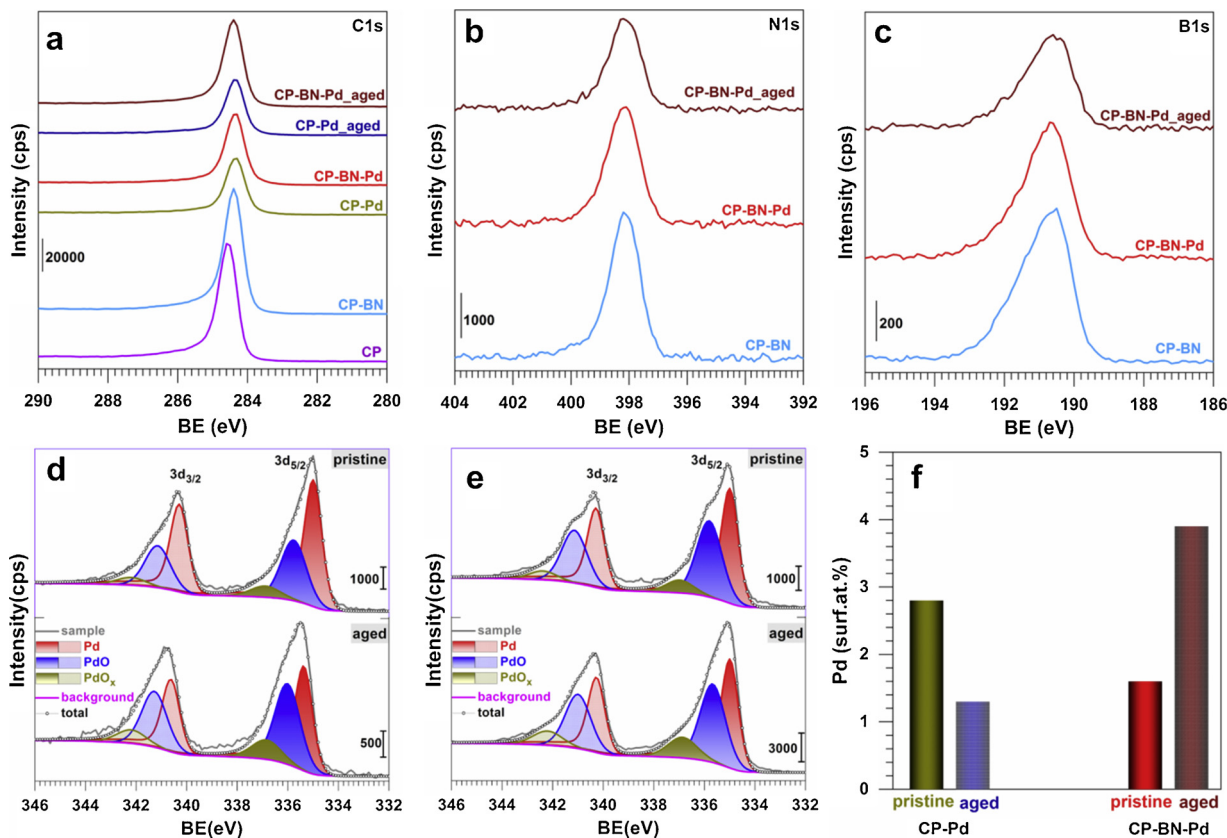 a
C1s
CP-BN-Pd_aged
CP-Pd_aged
CP-BN-Pd
CP-Pd
20000
CP-BN
CP
Intensity (cps)
290 288 286 284 282 280
BE (eV)
b
N1s
CP-BN-Pd_aged
CP-BN-Pd
1000
CP-BN
Intensity (cps)
404 402 400 398 396 394 392
BE (eV)
c
B1s
CP-BN-Pd_aged
CP-BN-Pd
200
CP-BN
Intensity (cps)
196 194 192 190 188 186
BE (eV)
d
3d3/2
3d5/2
pristine
1000
aged
sample
Pd
PdO
PdOx
background
total
500
Intensity(cps)
346 344 342 340 338 336 334 332
BE(eV)
e
3d3/2
3d5/2
pristine
1000
aged
sample
Pd
PdO
PdOx
background
total
3000
Intensity(cps)
346 344 342 340 338 336 334 332
BE(eV)
f
Pd (surf.at.%)
5
4
3
2
1
0
pristine aged
CP-Pd
pristine aged
CP-BN-Pd